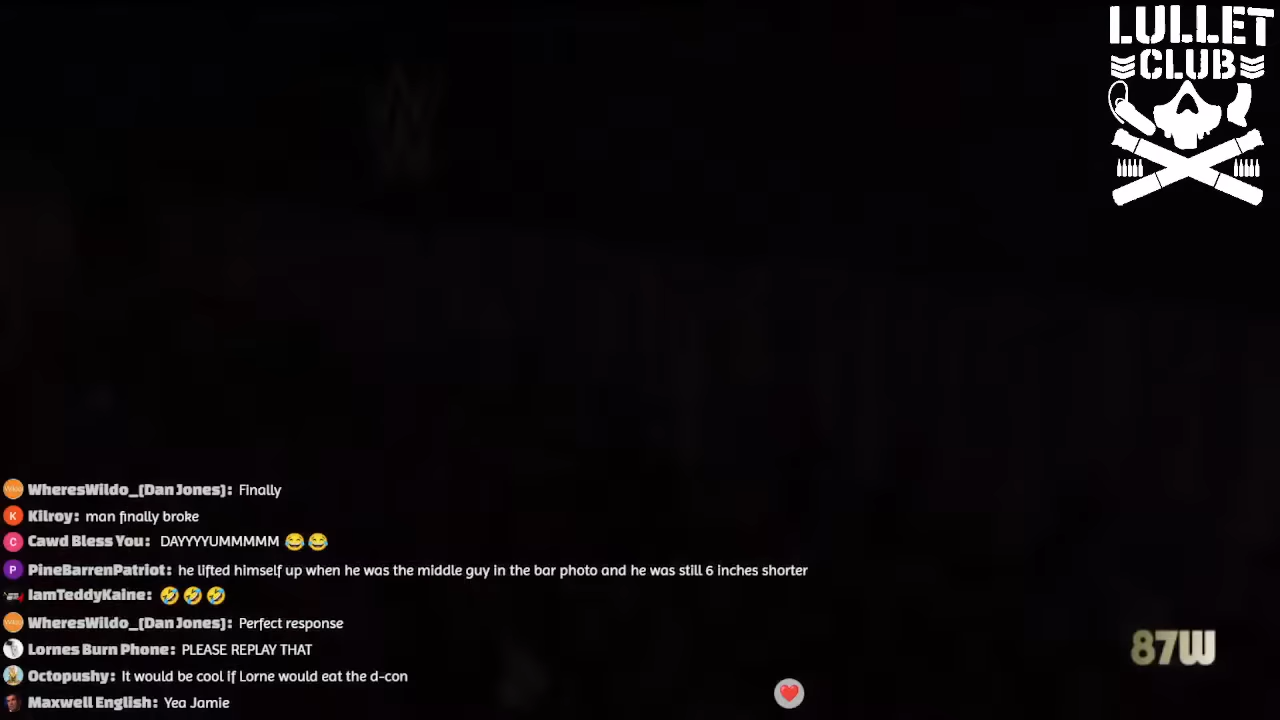 LULLET
CLUB
WheresWildo_(Dan Jones): Finally
K
Kilroy: man finally broke
C
Cawd Bless You: DAYYYYUMMMMM 😂😂
P
PineBarrenPatriot: he lifted himself up when he was the middle guy in the bar photo and he was still 6 inches shorter
IamTeddyKaine: 🤣🤣🤣
WheresWildo_(Dan Jones): Perfect response
Lornes Burn Phone: PLEASE REPLAY THAT
Octopushy: It would be cool if Lorne would eat the d-con
Maxwell English: Yea Jamie
87W